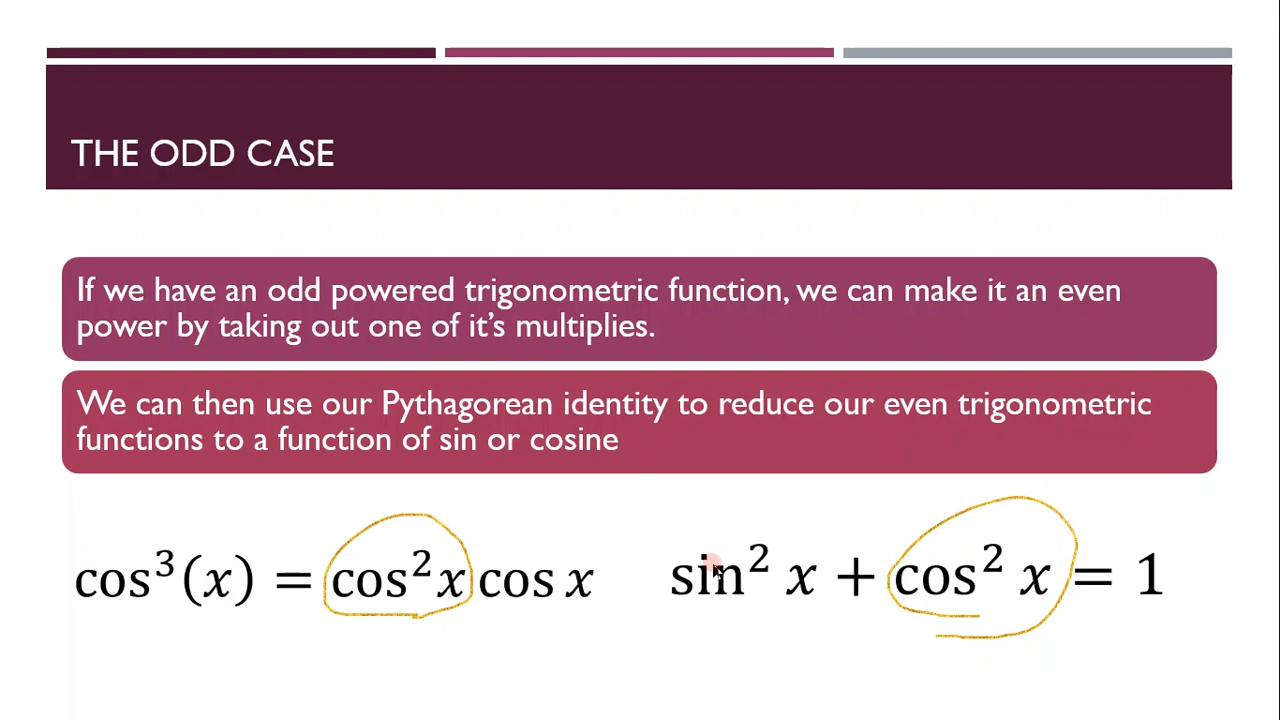 THE ODD CASE
If we have an odd powered trigonometric function, we can make it an even
power by taking out one of it's multiplies.
We can then use our Pythagorean identity to reduce our even trigonometric
functions to a function of sin or cosine
cos³(x) = cos²x cos x
sin² x + cos² x = 1